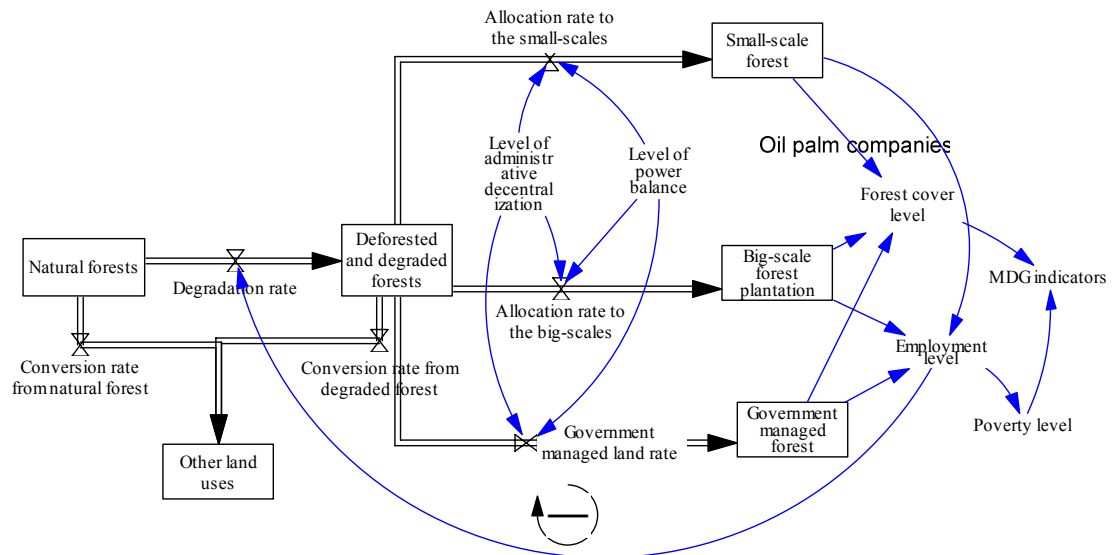 Allocation rate to
the small-scales
Small-scale
forest
Oil palm companies
Level of
administr
ative
decentral
ization
Level of
power
balance
Forest cover
level
Natural forests
Degradation rate
Deforested
and degraded
forests
Big-scale
forest
plantation
MDG indicators
Allocation rate to
the big-scales
Conversion rate
from natural forest
Conversion rate from
degraded forest
Employment
level
Poverty level
Government
managed land rate
Government
managed
forest
Other land
uses